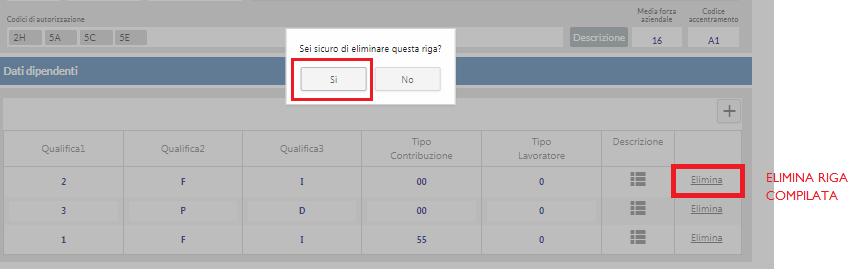 Codici di autorizzazione
Media forza aziendale
Codice accentramento
2H 5A 5C 5E
Descrizione 16 A1
Sei sicuro di eliminare questa riga?
Si No
Dati dipendenti
+
Qualifica1 Qualifica2 Qualifica3 Tipo Contribuzione Tipo Lavoratore Descrizione
2 F I 00 0 Elimina
3 P D 00 0 Elimina
1 F I 55 0 Elimina
ELIMINA RIGA
COMPILATA